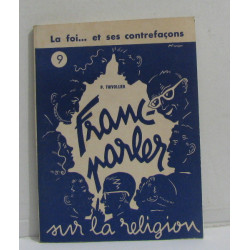 La foi... et ses contrefaçons
9
R. THIVOLLIER
Franc-
parler
sur la religion